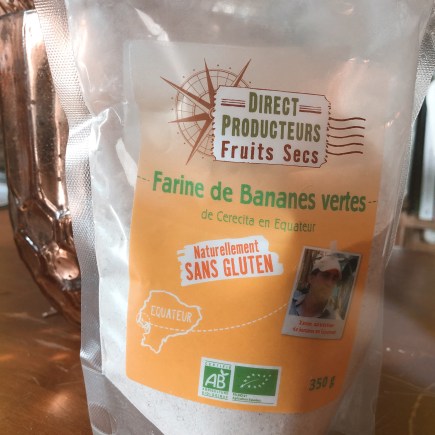 DIRECT
PRODUCTEURS
Fruits Secs
Farine de Bananes vertes
de Cerecita en Equateur
Naturellement
SANS GLUTEN
EQUATEUR
AB
350 g